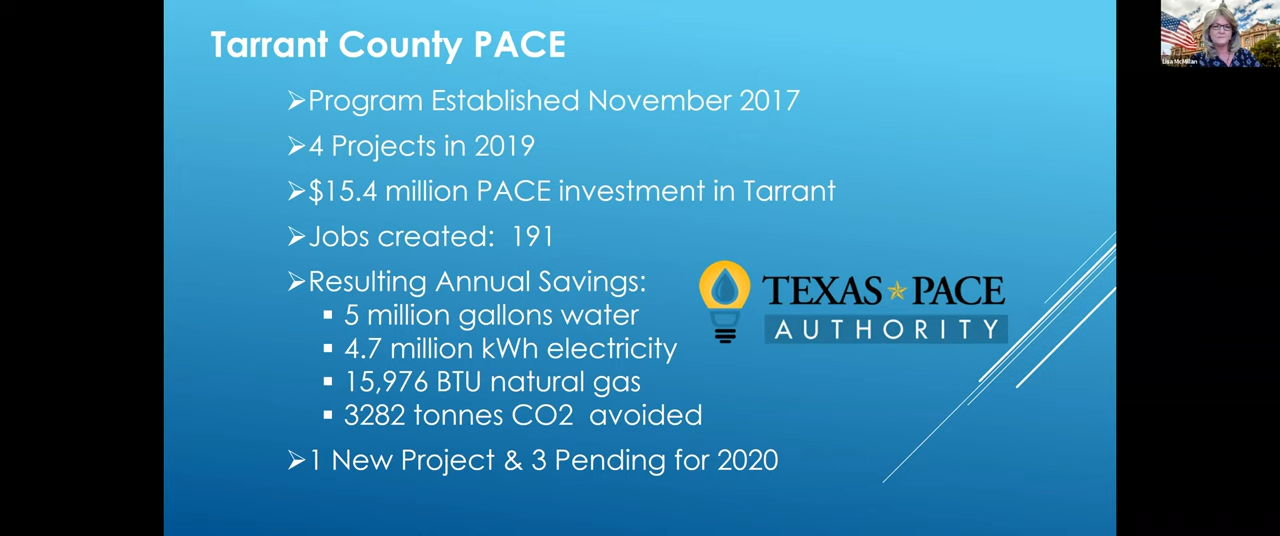 Tarrant County PACE
➢Program Established November 2017
➢4 Projects in 2019
➢$15.4 million PACE investment in Tarrant
➢Jobs created: 191
➢Resulting Annual Savings:
▪ 5 million gallons water
▪ 4.7 million kWh electricity
▪ 15,976 BTU natural gas
▪ 3282 tonnes CO2 avoided
➢1 New Project & 3 Pending for 2020
TEXAS PACE
AUTHORITY
Lisa McMillan